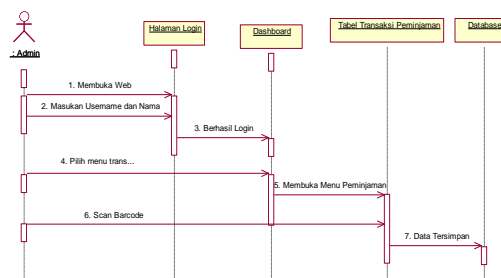 Halaman Login
Dashboard
Tabel Transaksi Peminjaman
Database
: Admin
1. Membuka Web
2. Masukan Username dan Nama
3. Berhasil Login
4. Pilih menu trans...
5. Membuka Menu Peminjaman
6. Scan Barcode
7. Data Tersimpan